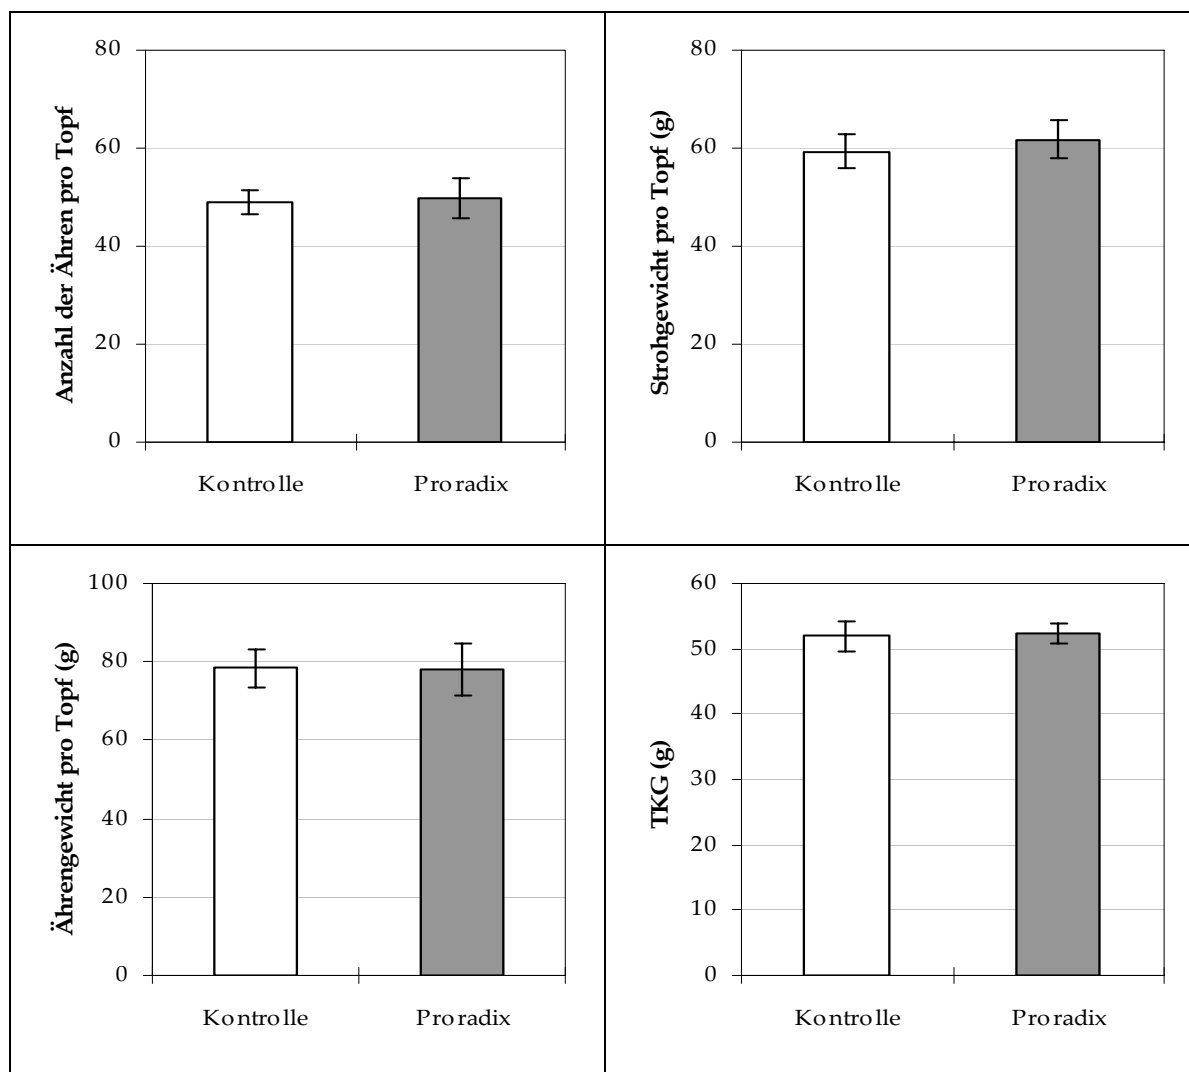 Anzahl der Ähren pro Topf
80
60
40
20
0
Kontrolle
Proradix
Strohgewicht pro Topf (g)
80
60
40
20
0
Kontrolle
Proradix
Ährengewicht pro Topf (g)
100
80
60
40
20
0
Kontrolle
Proradix
TKG (g)
60
50
40
30
20
10
0
Kontrolle
Proradix